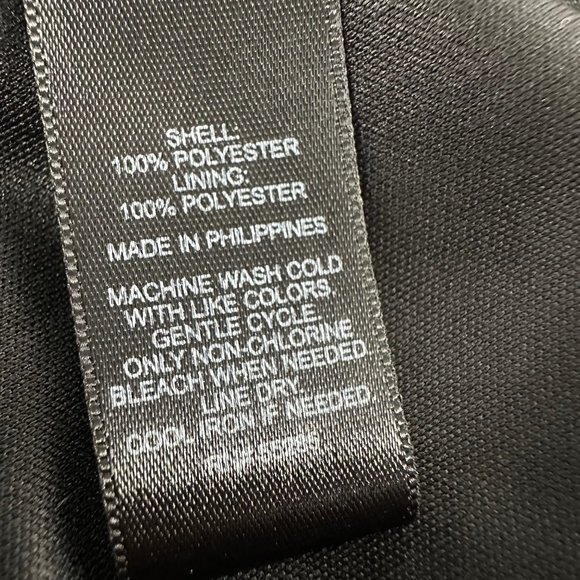 SHELL:
100% POLYESTER
LINING:
100% POLYESTER
MADE IN PHILIPPINES
MACHINE WASH COLD
WITH LIKE COLORS
GENTLE CYCLE
ONLY NON-CHLORINE
BLEACH WHEN NEEDED
LINE DRY
COOL IRON IF NEEDED